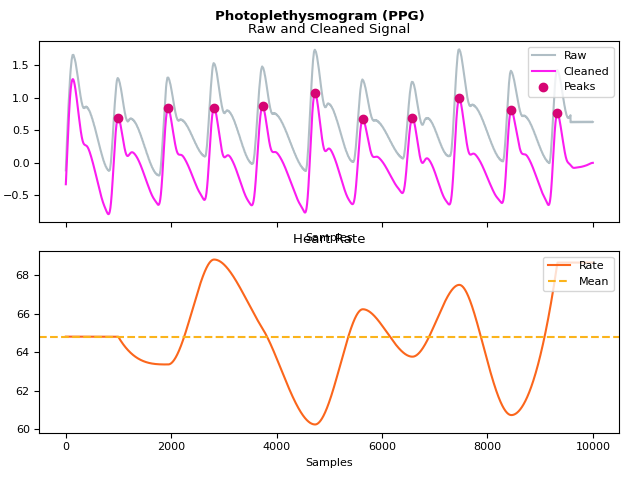 Photoplethysmogram (PPG)
Raw and Cleaned Signal
1.5
1.0
0.5
0.0
−0.5
Raw
Cleaned
Peaks
Samples
Heart Rate
68
66
64
62
60
Rate
Mean
0 2000 4000 6000 8000 10000
Samples